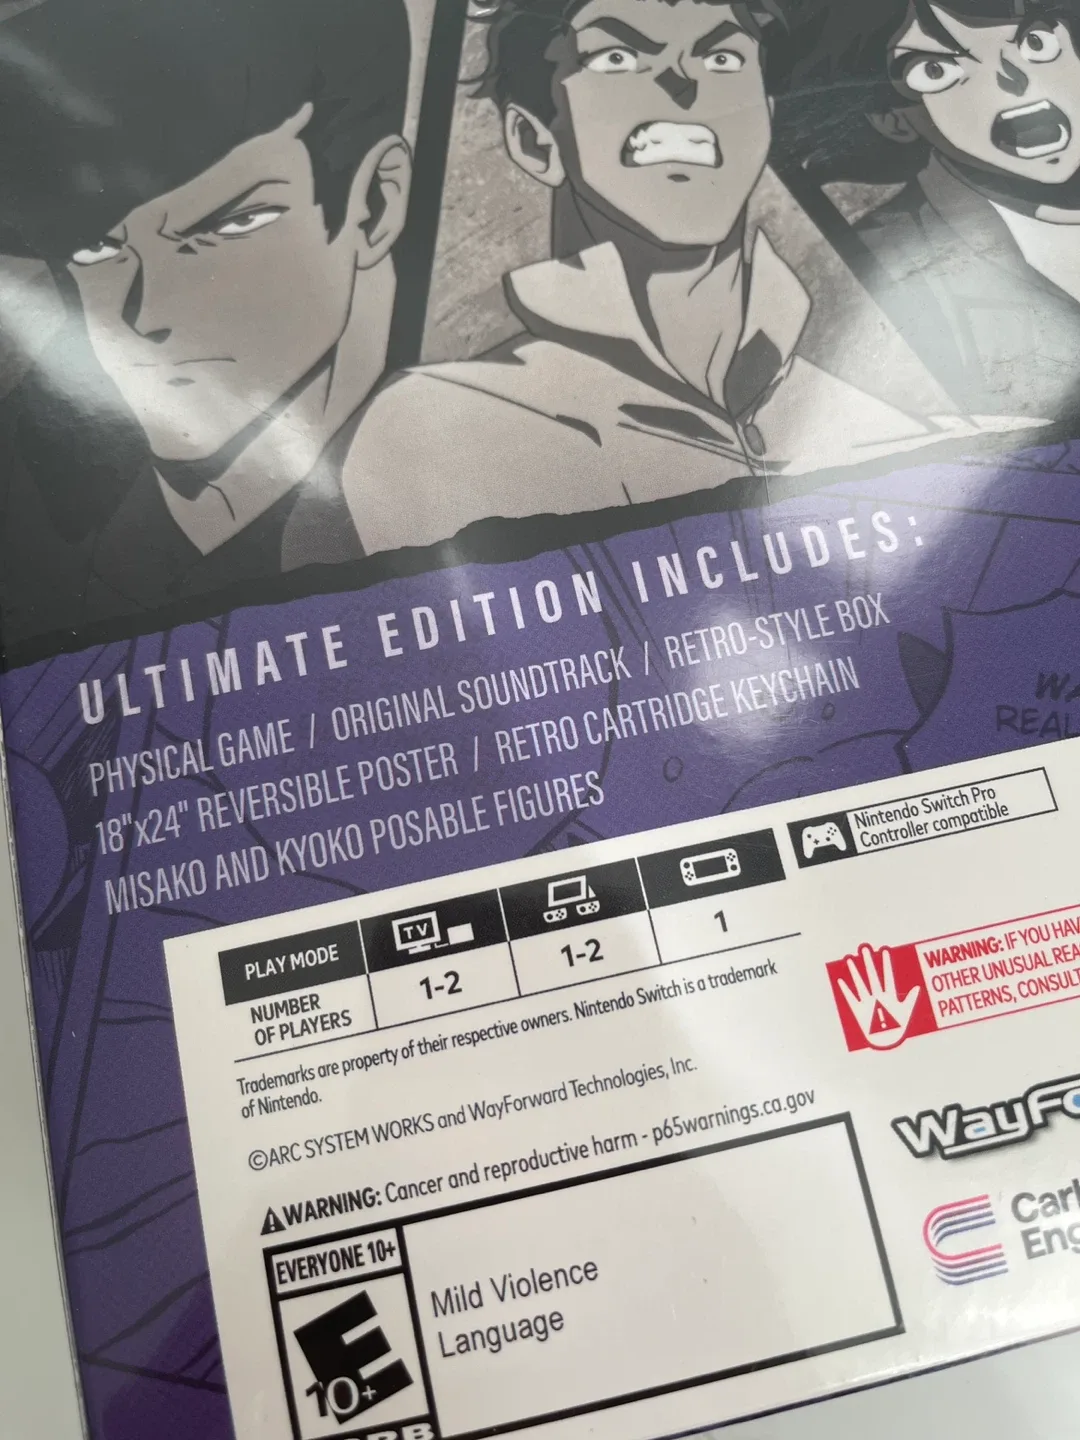 ULTIMATE EDITION INCLUDES:
PHYSICAL GAME / ORIGINAL SOUNDTRACK / RETRO-STYLE BOX
18"x24" REVERSIBLE POSTER / RETRO CARTRIDGE KEYCHAIN
MISAKO AND KYOKO POSABLE FIGURES
REAL
Nintendo Switch Pro
Controller compatible
PLAY MODE
TV
NUMBER
OF PLAYERS
1-2
1-2
1
WARNING: IF YOU HAV
OTHER UNUSUAL REA
PATTERNS, CONSULT
Trademarks are property of their respective owners. Nintendo Switch is a trademark
of Nintendo.
©ARC SYSTEM WORKS and WayForward Technologies, Inc.
WARNING: Cancer and reproductive harm - p65warnings.ca.gov
WayFo
Carl
Eng
EVERYONE 10+
E
10+
Mild Violence
Language